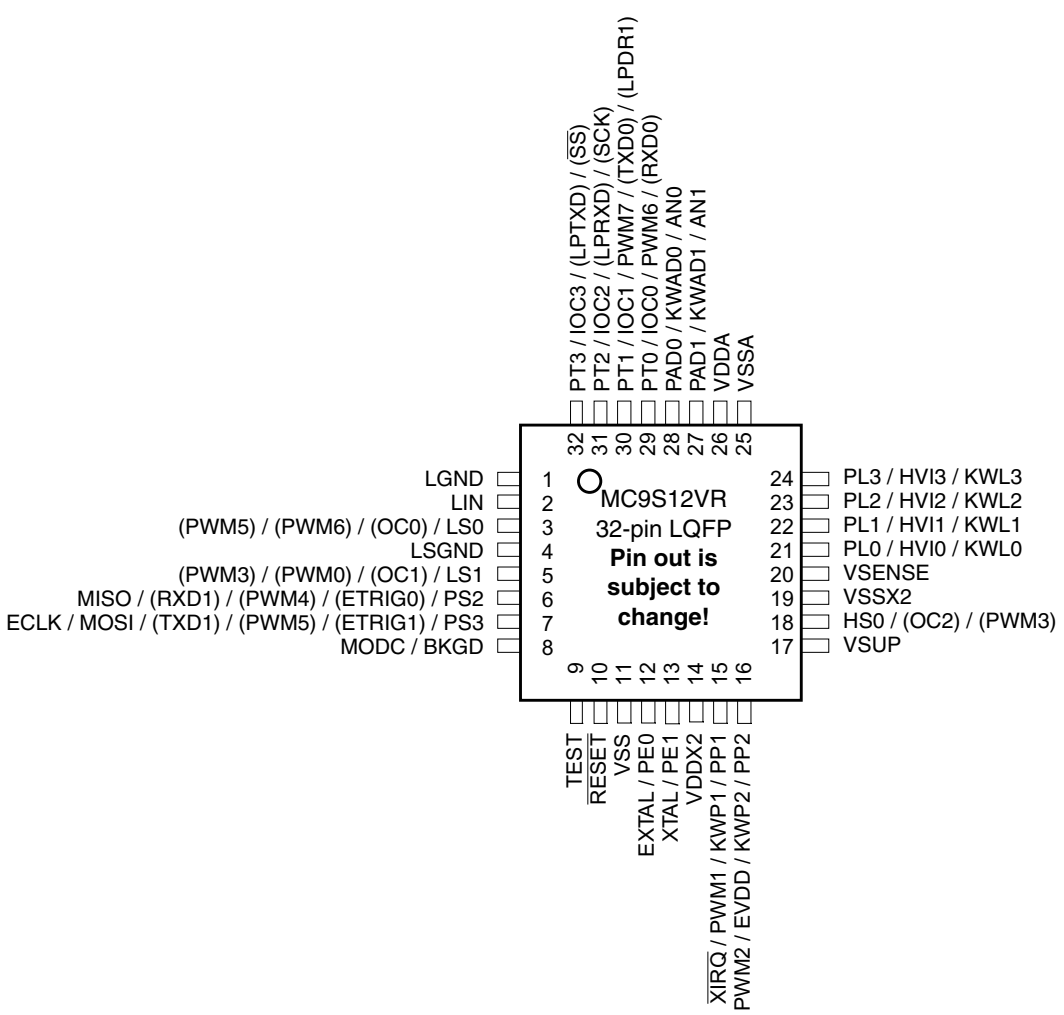 PT3 / IOC3 / (LPTXD) / (S̅S̅)
PT2 / IOC2 / (LPRXD) / (SCK)
PT1 / IOC1 / PWM7 / (TXD0) / (LPDR1)
PT0 / IOC0 / PWM6 / (RXD0)
PAD0 / KWAD0 / AN0
PAD1 / KWAD1 / AN1
VDDA
VSSA
32
31
30
29
28
27
26
25
LGND 1
LIN 2
(PWM5) / (PWM6) / (OC0) / LS0 3
LSGND 4
(PWM3) / (PWM0) / (OC1) / LS1 5
MISO / (RXD1) / (PWM4) / (ETRIG0) / PS2 6
ECLK / MOSI / (TXD1) / (PWM5) / (ETRIG1) / PS3 7
MODC / BKGD 8
MC9S12VR
32-pin LQFP
Pin out is
subject to
change!
24 PL3 / HVI3 / KWL3
23 PL2 / HVI2 / KWL2
22 PL1 / HVI1 / KWL1
21 PL0 / HVI0 / KWL0
20 VSENSE
19 VSSX2
18 HS0 / (OC2) / (PWM3)
17 VSUP
9
10
11
12
13
14
15
16
TEST
R̅E̅S̅E̅T̅
VSS
EXTAL / PE0
XTAL / PE1
VDDX2
X̅I̅R̅Q̅ / PWM1 / KWP1 / PP1
PWM2 / EVDD / KWP2 / PP2